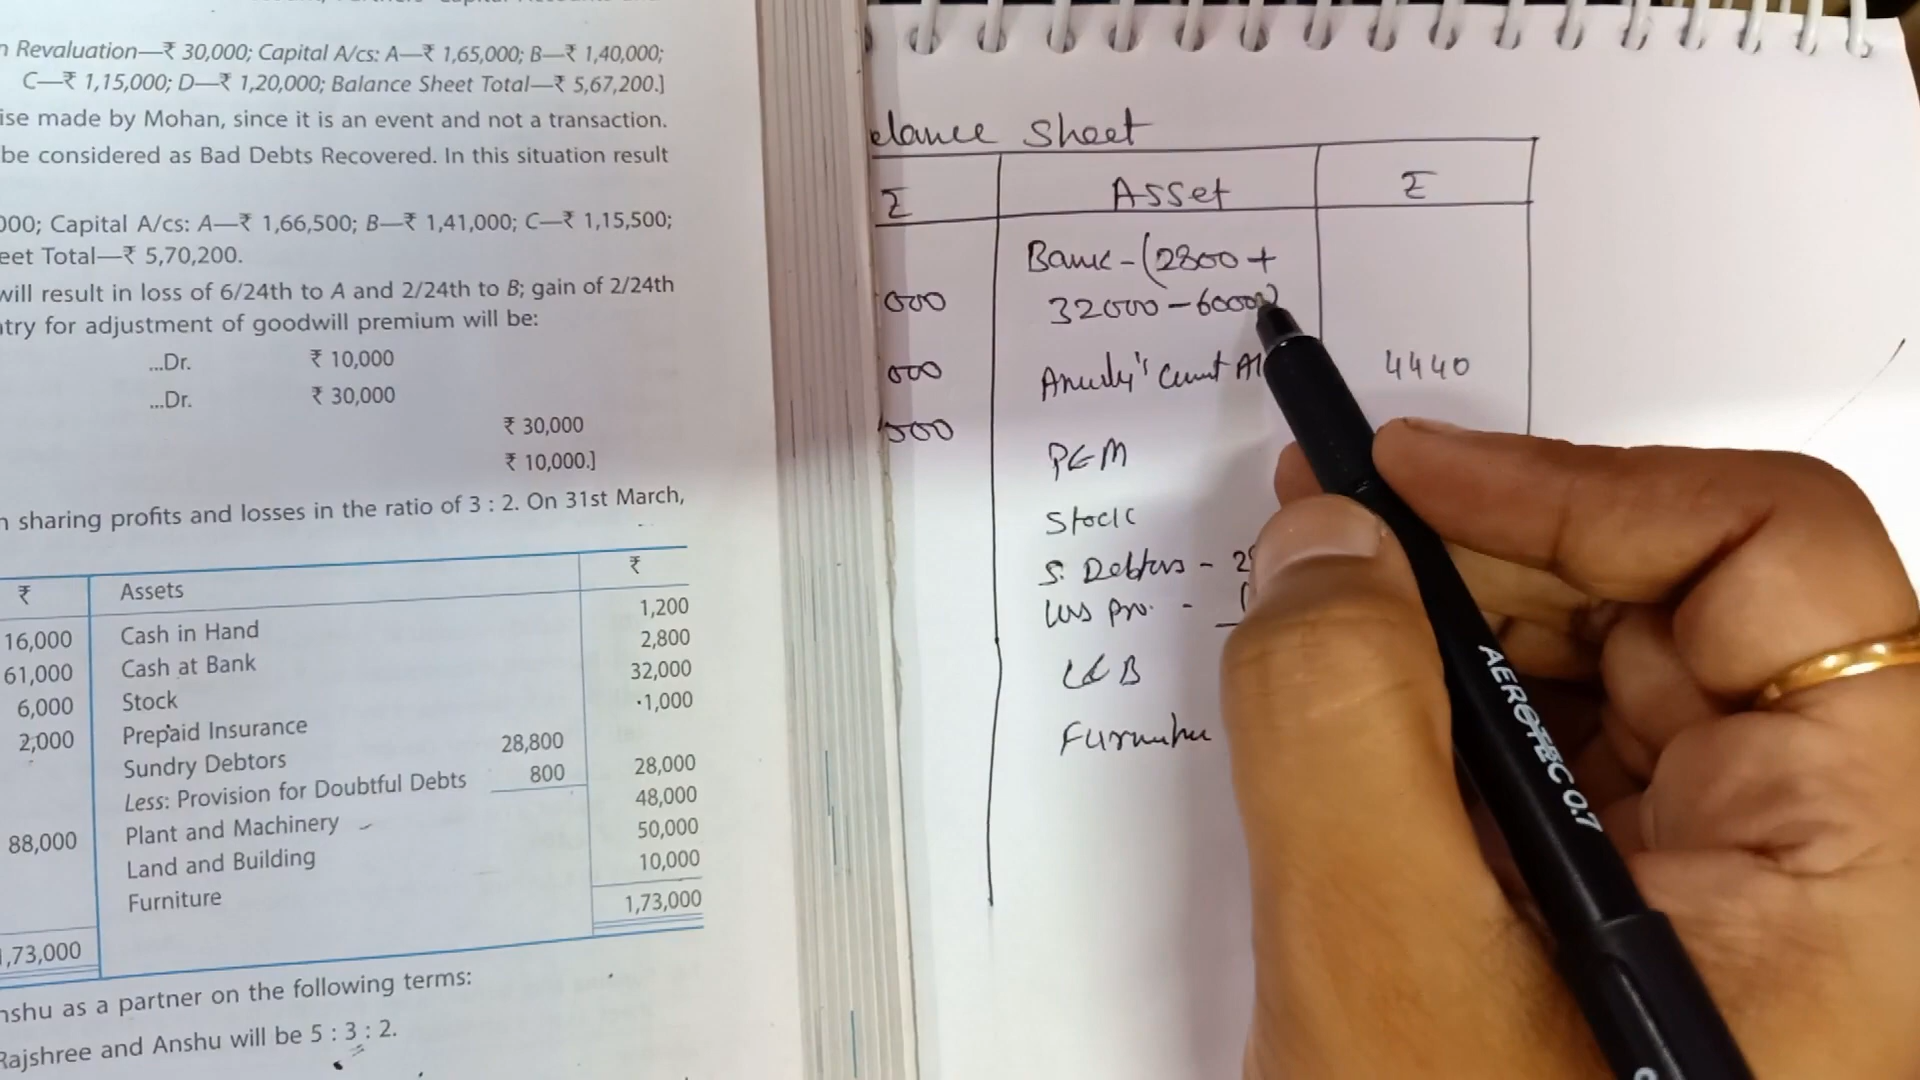 n Revaluation—₹ 30,000; Capital A/cs: A—₹ 1,65,000; B—₹ 1,40,000;
C—₹ 1,15,000; D—₹ 1,20,000; Balance Sheet Total—₹ 5,67,200.]
ise made by Mohan, since it is an event and not a transaction.
be considered as Bad Debts Recovered. In this situation result
000; Capital A/cs: A—₹ 1,66,500; B—₹ 1,41,000; C—₹ 1,15,500;
eet Total—₹ 5,70,200.
will result in loss of 6/24th to A and 2/24th to B; gain of 2/24th
ntry for adjustment of goodwill premium will be:
...Dr. ₹ 10,000
...Dr. ₹ 30,000
₹ 30,000
₹ 10,000.]
n sharing profits and losses in the ratio of 3 : 2. On 31st March,
₹ Assets ₹
16,000 Cash in Hand 1,200
61,000 Cash at Bank 2,800
6,000 Stock 32,000
2,000 Prepaid Insurance 1,000
Sundry Debtors 28,800
Less: Provision for Doubtful Debts 800 28,000
88,000 Plant and Machinery 48,000
Land and Building 50,000
Furniture 10,000
1,73,000 1,73,000
nshu as a partner on the following terms:
Rajshree and Anshu will be 5 : 3 : 2.
elance Sheet
Asset
Bank - (2800 +
000 32000 - 6000)
000 4440
000 P&M
Stock
S. Debtors - 2
pro. -
L&B
AEROTEC 0.7